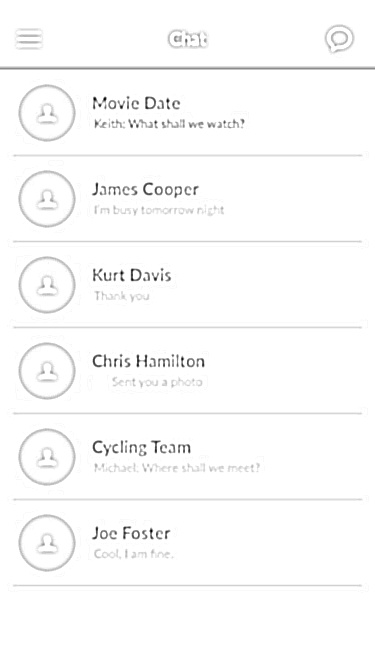 Chat
Movie Date
Keith: What shall we watch?
James Cooper
I'm busy tomorrow night
Kurt Davis
Thank you
Chris Hamilton
Sent you a photo
Cycling Team
Michael: Where shall we meet?
Joe Foster
Cool, I am fine.